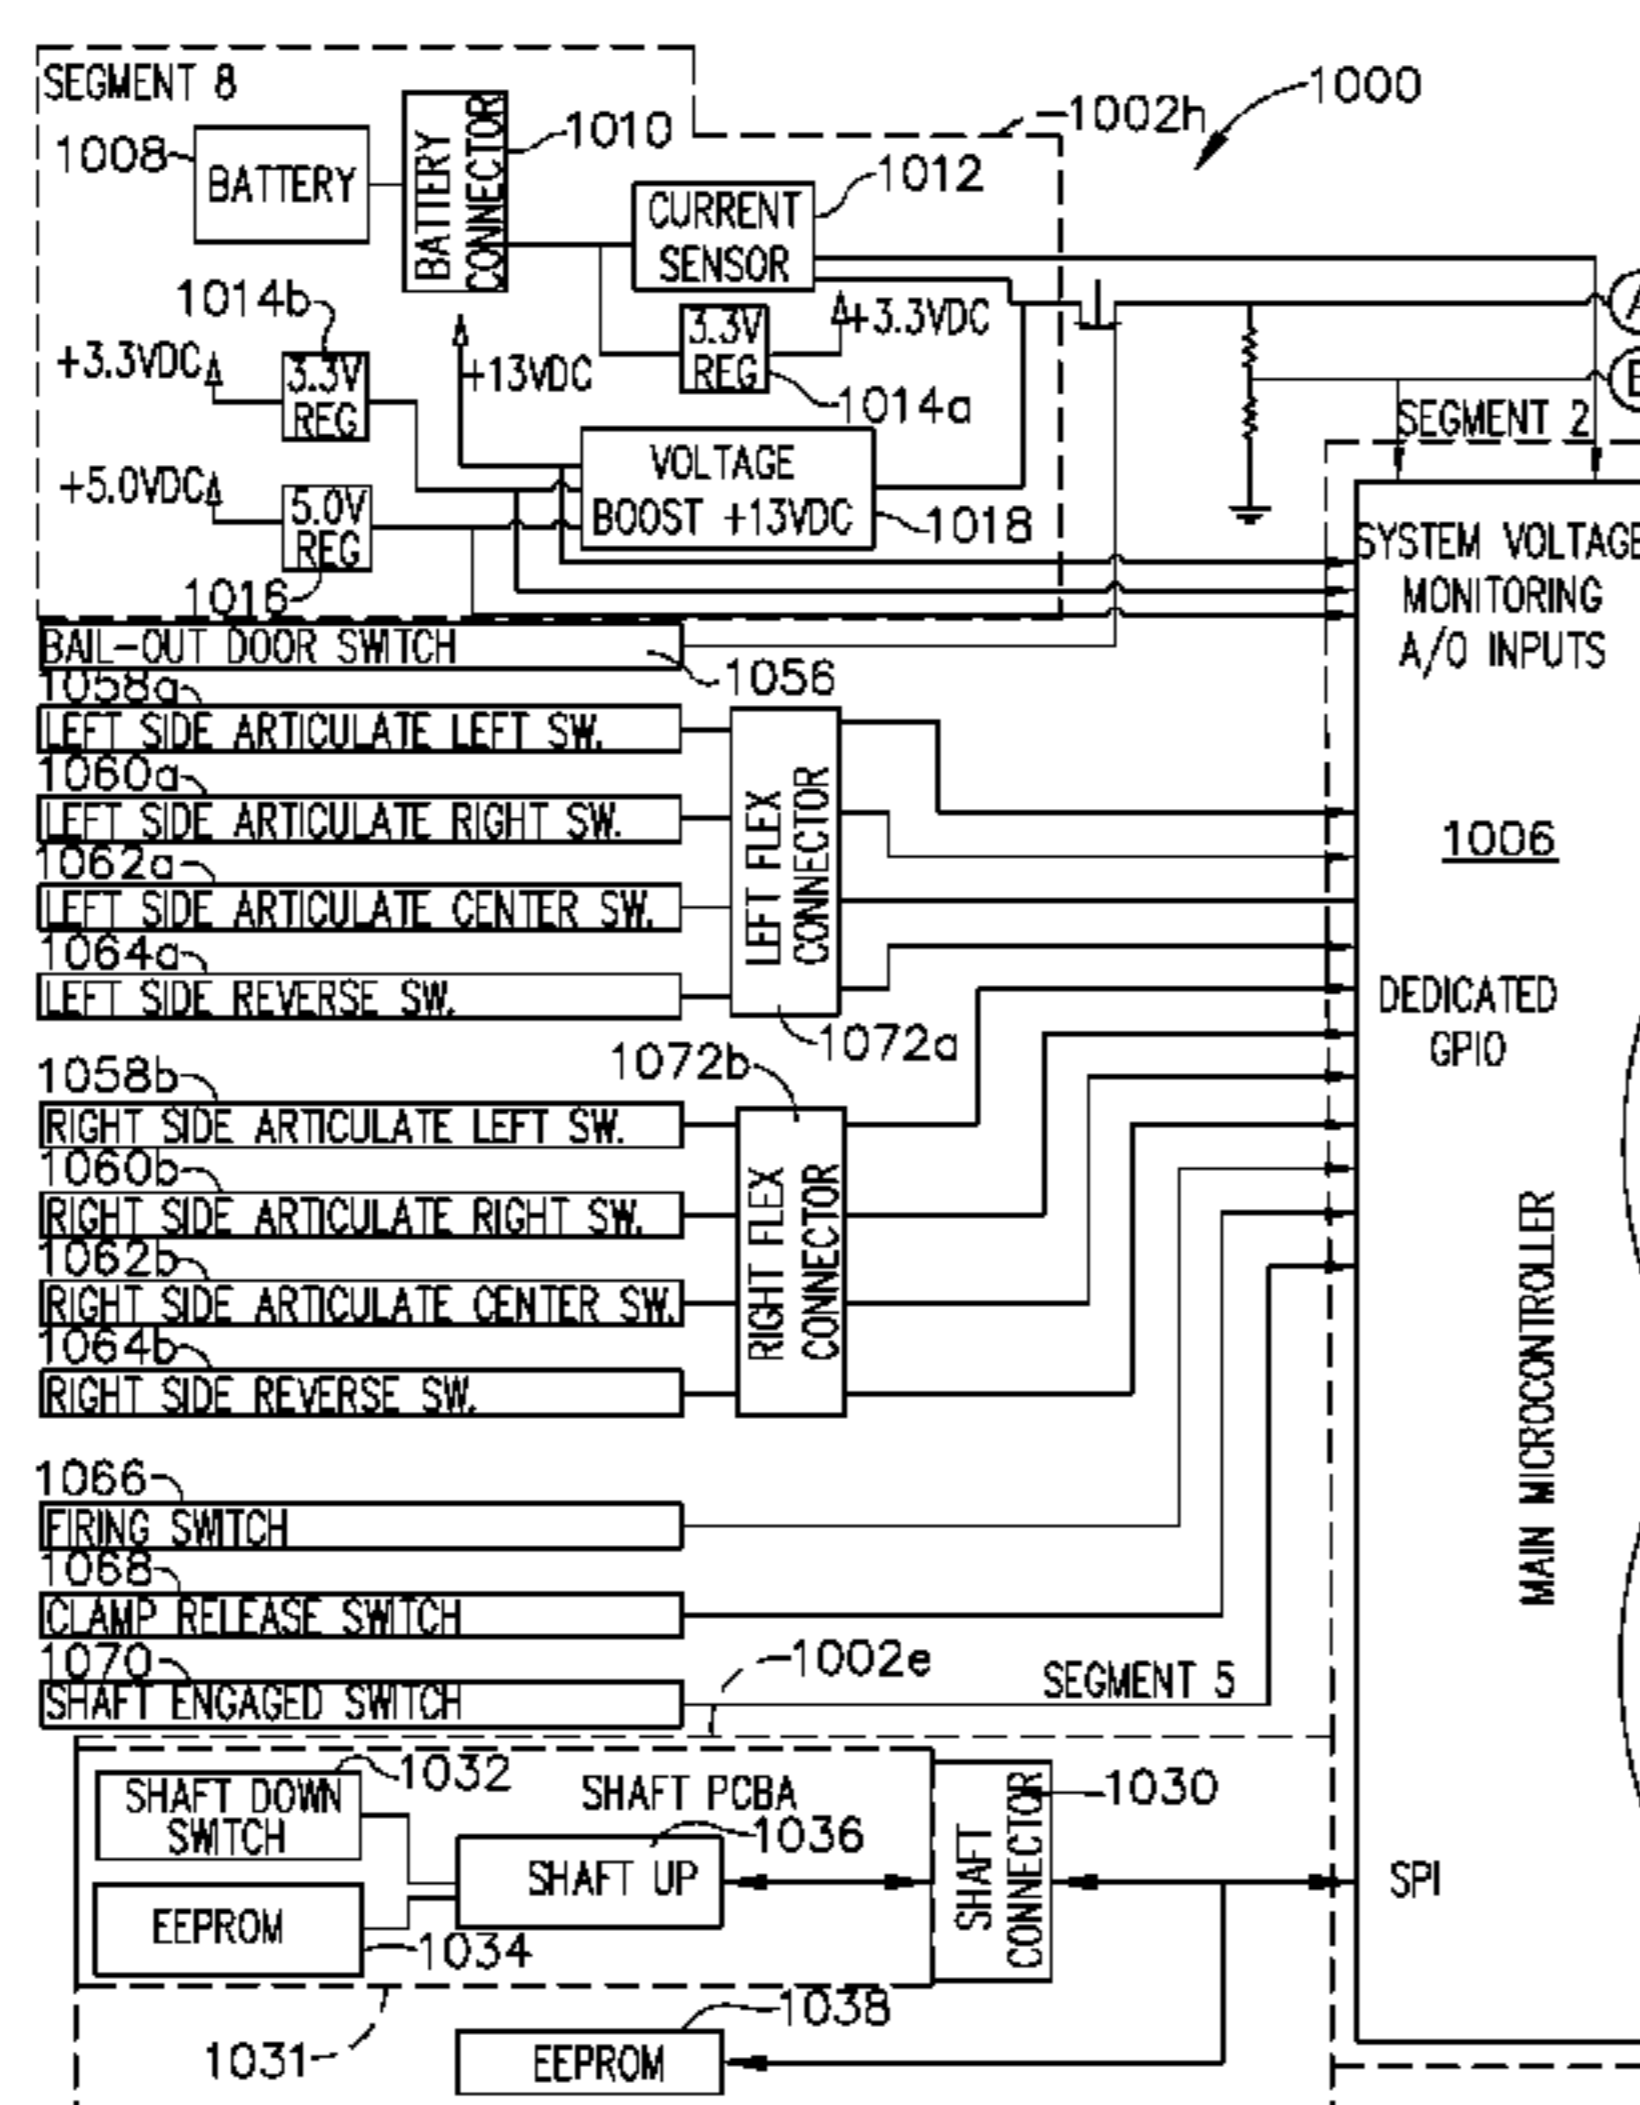 SEGMENT 8
1000
1002h
1010
1008
BATTERY
BATTERY CONNECTOR
1012
CURRENT
SENSOR
1014b
+3.3VDC
3.3V
REG
+13VDC
3.3V
REG
+3.3VDC
1014a
A
SEGMENT 2
+5.0VDC
5.0V
REG
1016
VOLTAGE
BOOST +13VDC
1018
SYSTEM VOLTAGE
MONITORING
A/O INPUTS
BAIL-OUT DOOR SWITCH
1056
1058a
LEFT SIDE ARTICULATE LEFT SW.
1060a
LEFT SIDE ARTICULATE RIGHT SW.
1062a
LEFT SIDE ARTICULATE CENTER SW.
1064a
LEFT SIDE REVERSE SW.
LEFT FLEX
CONNECTOR
1072a
1006
DEDICATED
GPIO
1072b
1058b
RIGHT SIDE ARTICULATE LEFT SW.
1060b
RIGHT SIDE ARTICULATE RIGHT SW.
1062b
RIGHT SIDE ARTICULATE CENTER SW.
1064b
RIGHT SIDE REVERSE SW.
RIGHT FLEX
CONNECTOR
MAIN MICROCONTROLLER
1066
FIRING SWITCH
1068
CLAMP RELEASE SWITCH
1070
SHAFT ENGAGED SWITCH
1002e
SEGMENT 5
1032
SHAFT DOWN
SWITCH
SHAFT PCBA
1030
1036
SHAFT UP
SHAFT
CONNECTOR
SPI
EEPROM
1034
1038
1031
EEPROM